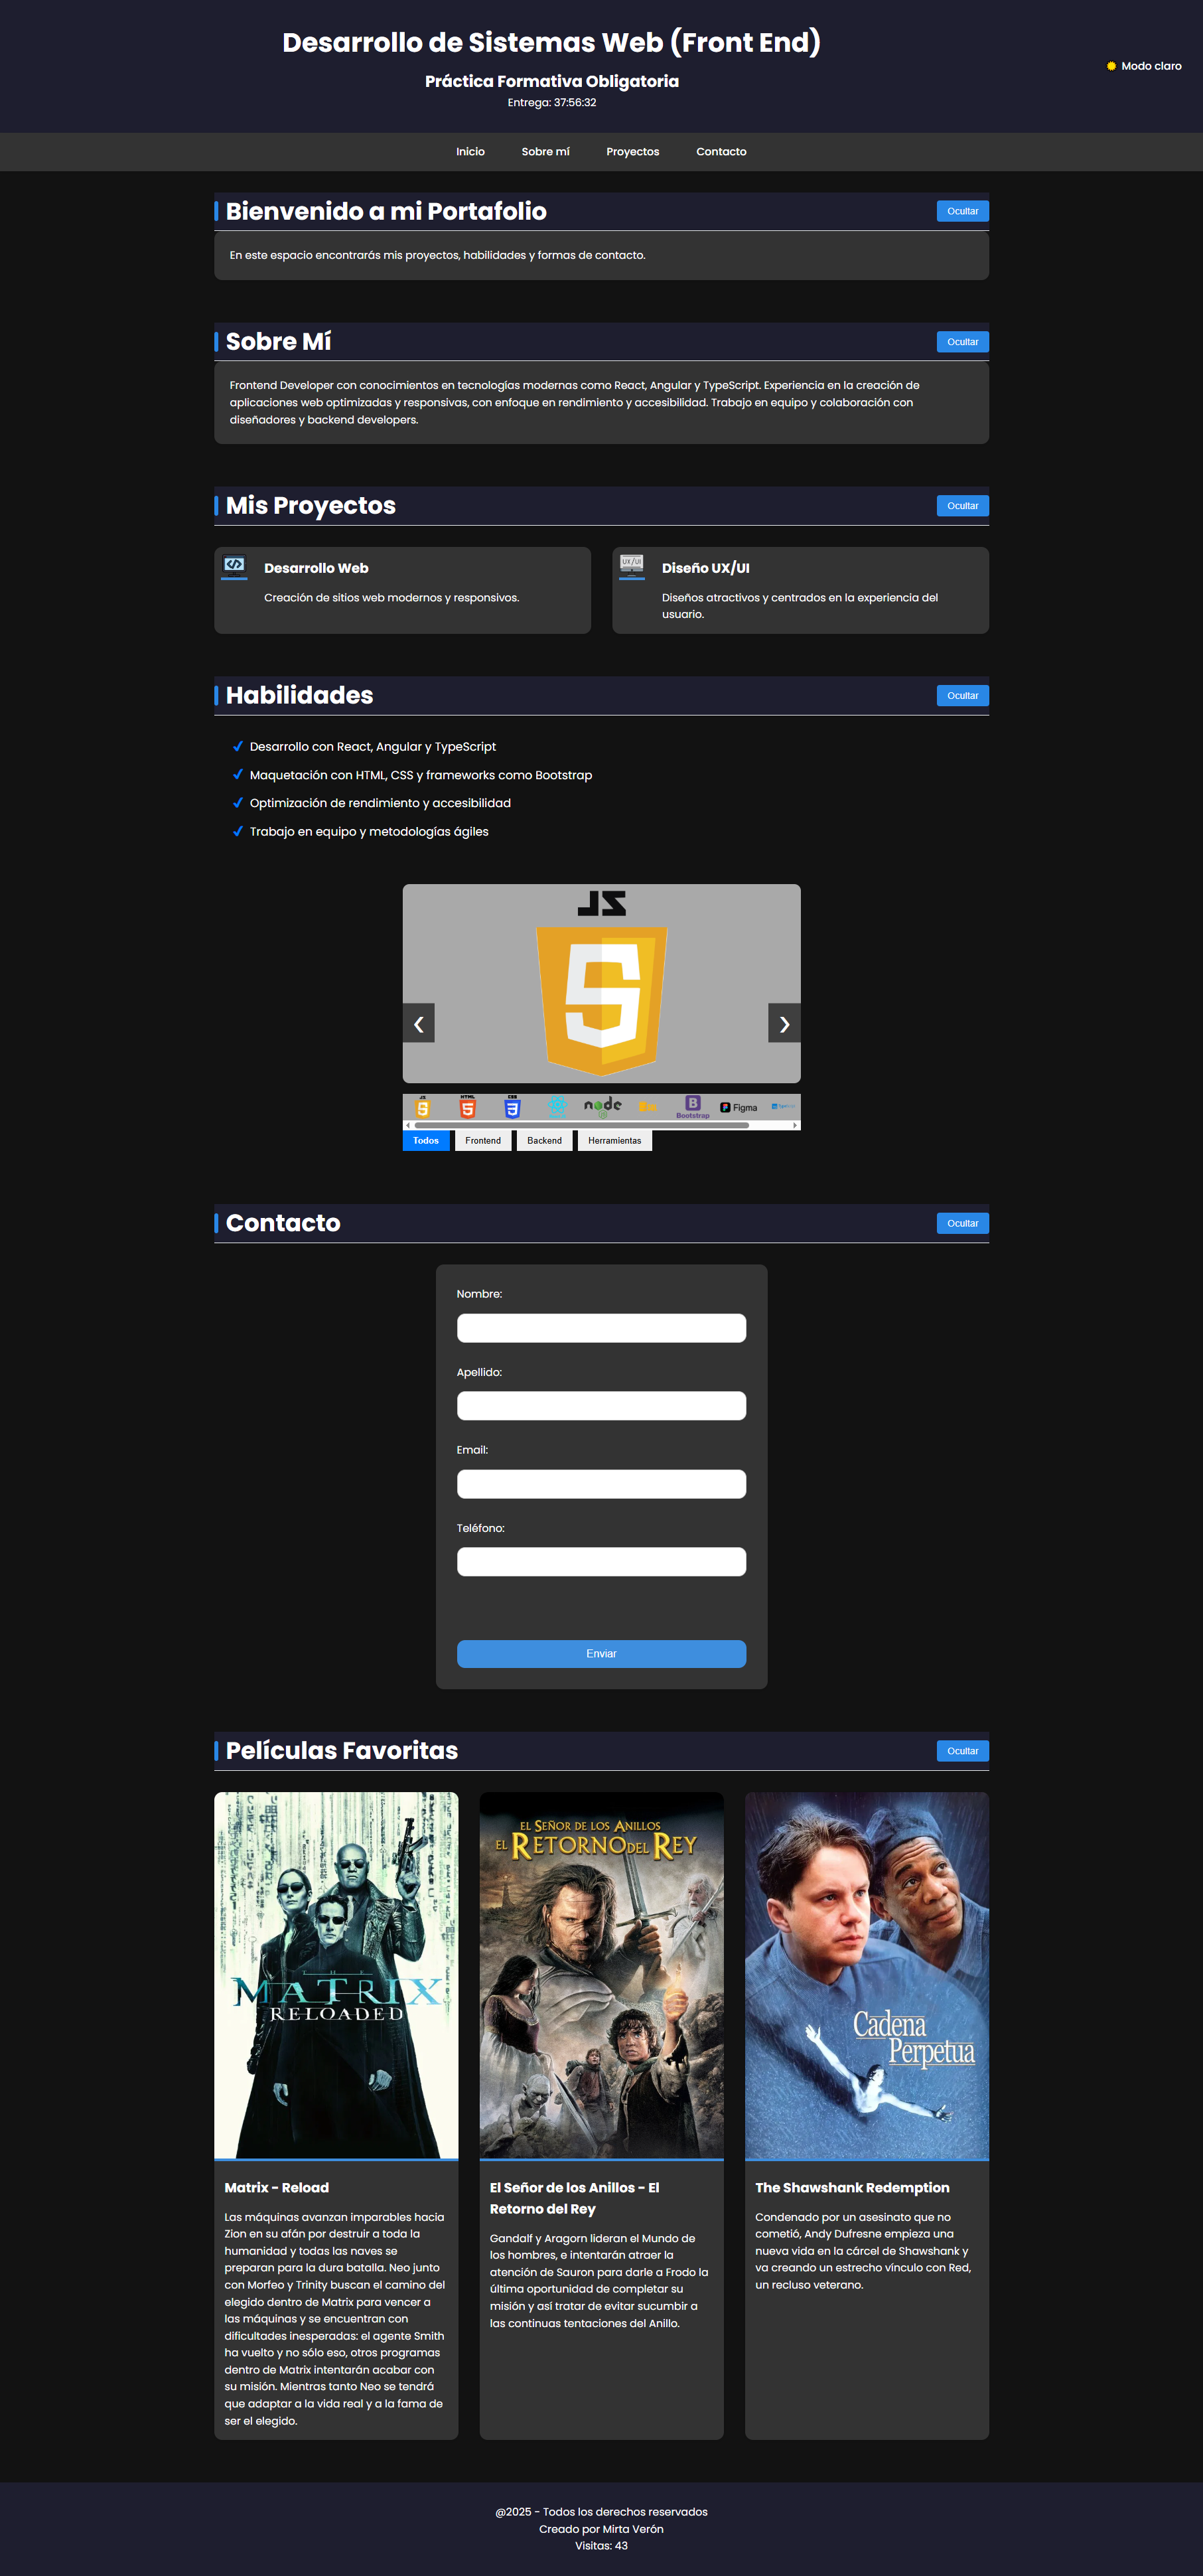 Desarrollo de Sistemas Web (Front End)
Práctica Formativa Obligatoria
Entrega: 37:56:32
Modo claro
Inicio
Sobre mí
Proyectos
Contacto
Bienvenido a mi Portafolio
Ocultar
En este espacio encontrarás mis proyectos, habilidades y formas de contacto.
Sobre Mí
Ocultar
Frontend Developer con conocimientos en tecnologías modernas como React, Angular y TypeScript. Experiencia en la creación de
aplicaciones web optimizadas y responsivas, con enfoque en rendimiento y accesibilidad. Trabajo en equipo y colaboración con
diseñadores y backend developers.
Mis Proyectos
Ocultar
Desarrollo Web
Creación de sitios web modernos y responsivos.
UX/UI
Diseño UX/UI
Diseños atractivos y centrados en la experiencia del
usuario.
Habilidades
Ocultar
Desarrollo con React, Angular y TypeScript
Maquetación con HTML, CSS y frameworks como Bootstrap
Optimización de rendimiento y accesibilidad
Trabajo en equipo y metodologías ágiles
JS
JS
HTML
CSS
node
JS
B
Bootstrap
Figma
Todos
Frontend
Backend
Herramientas
Contacto
Ocultar
Nombre:
Apellido:
Email:
Teléfono:
Enviar
Películas Favoritas
Ocultar
THE
MATRIX
RELOADED
EL SEÑOR DE LOS ANILLOS
EL RETORNO DEL REY
Cadena
Perpetua
Matrix - Reload
Las máquinas avanzan imparables hacia
Zion en su afán por destruir a toda la
humanidad y todas las naves se
preparan para la dura batalla. Neo junto
con Morfeo y Trinity buscan el camino del
elegido dentro de Matrix para vencer a
las máquinas y se encuentran con
dificultades inesperadas: el agente Smith
ha vuelto y no sólo eso, otros programas
dentro de Matrix intentarán acabar con
su misión. Mientras tanto Neo se tendrá
que adaptar a la vida real y a la fama de
ser el elegido.
El Señor de los Anillos - El
Retorno del Rey
Gandalf y Aragorn lideran el Mundo de
los hombres, e intentarán atraer la
atención de Sauron para darle a Frodo la
última oportunidad de completar su
misión y así tratar de evitar sucumbir a
las continuas tentaciones del Anillo.
The Shawshank Redemption
Condenado por un asesinato que no
cometió, Andy Dufresne empieza una
nueva vida en la cárcel de Shawshank y
va creando un estrecho vínculo con Red,
un recluso veterano.
@2025 - Todos los derechos reservados
Creado por Mirta Verón
Visitas: 43